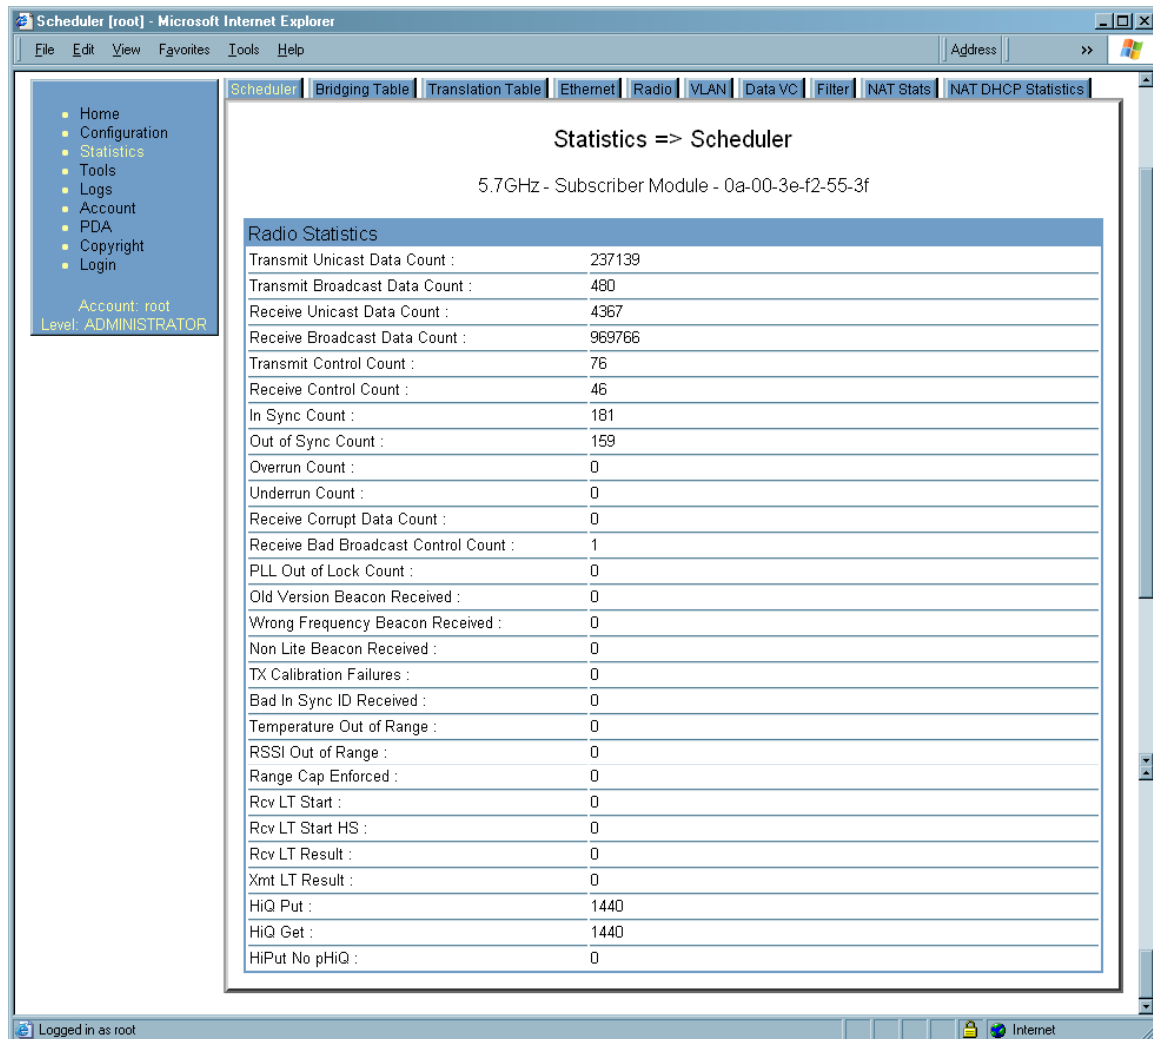 Scheduler [root] - Microsoft Internet Explorer
File Edit View Favorites Tools Help Address »
Scheduler Bridging Table Translation Table Ethernet Radio VLAN Data VC Filter NAT Stats NAT DHCP Statistics
Home
Configuration
Statistics
Tools
Logs
Account
PDA
Copyright
Login
Account: root
Level: ADMINISTRATOR
Statistics => Scheduler
5.7GHz - Subscriber Module - 0a-00-3e-f2-55-3f
Radio Statistics
Transmit Unicast Data Count : 237139
Transmit Broadcast Data Count : 480
Receive Unicast Data Count : 4367
Receive Broadcast Data Count : 969766
Transmit Control Count : 76
Receive Control Count : 46
In Sync Count : 181
Out of Sync Count : 159
Overrun Count : 0
Underrun Count : 0
Receive Corrupt Data Count : 0
Receive Bad Broadcast Control Count : 1
PLL Out of Lock Count : 0
Old Version Beacon Received : 0
Wrong Frequency Beacon Received : 0
Non Lite Beacon Received : 0
TX Calibration Failures : 0
Bad In Sync ID Received : 0
Temperature Out of Range : 0
RSSI Out of Range : 0
Range Cap Enforced : 0
Rcv LT Start : 0
Rcv LT Start HS : 0
Rcv LT Result : 0
Xmt LT Result : 0
HiQ Put : 1440
HiQ Get : 1440
HiPut No pHiQ : 0
Logged in as root Internet